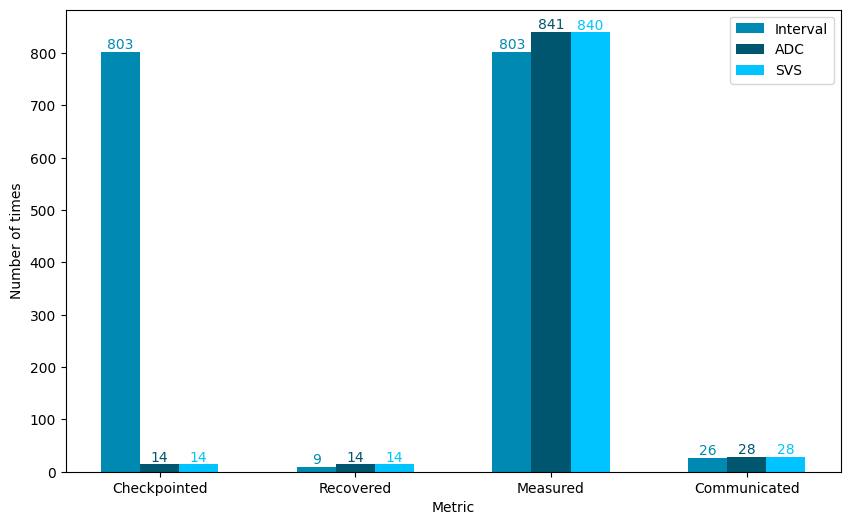 Interval
ADC
SVS
Number of times
800
700
600
500
400
300
200
100
0
803
14
14
9
14
14
803
841
840
26
28
28
Checkpointed
Recovered
Measured
Communicated
Metric